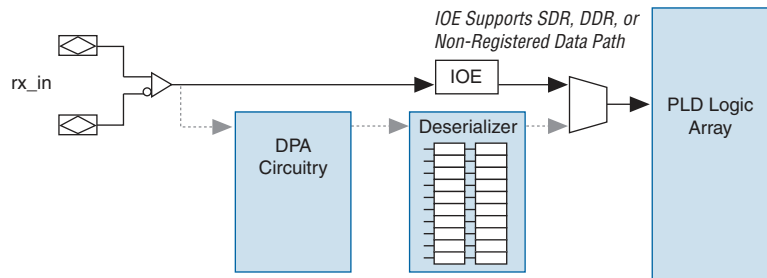 IOE Supports SDR, DDR, or
Non-Registered Data Path
rx_in
IOE
PLD Logic
Array
DPA
Circuitry
Deserializer